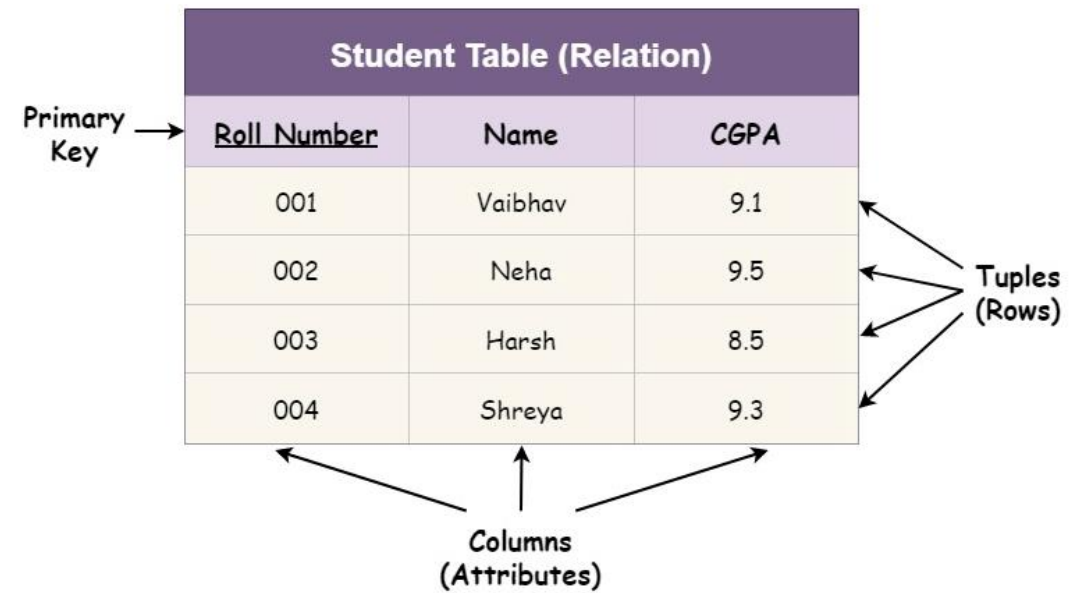 Student Table (Relation)
Primary
Key
Roll Number Name CGPA
001 Vaibhav 9.1
002 Neha 9.5
003 Harsh 8.5
004 Shreya 9.3
Tuples
(Rows)
Columns
(Attributes)